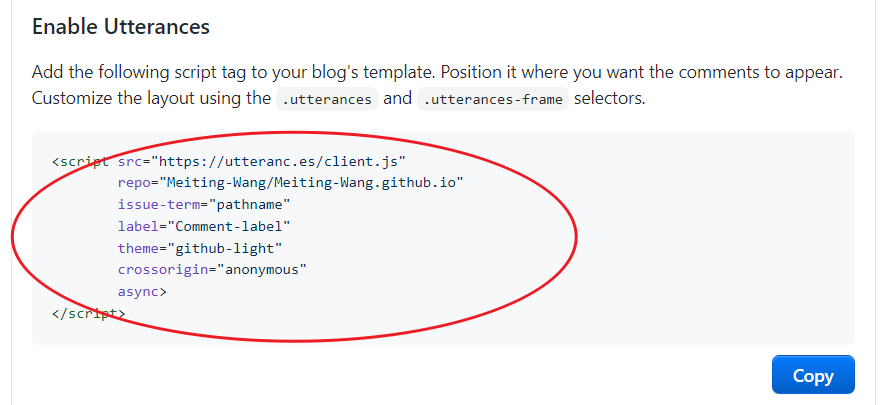 Enable Utterances
Add the following script tag to your blog's template. Position it where you want the comments to appear.
Customize the layout using the .utterances and .utterances-frame selectors.
<script src="https://utteranc.es/client.js"
repo="Meiting-Wang/Meiting-Wang.github.io"
issue-term="pathname"
label="Comment-label"
theme="github-light"
crossorigin="anonymous"
async>
</script>
Copy